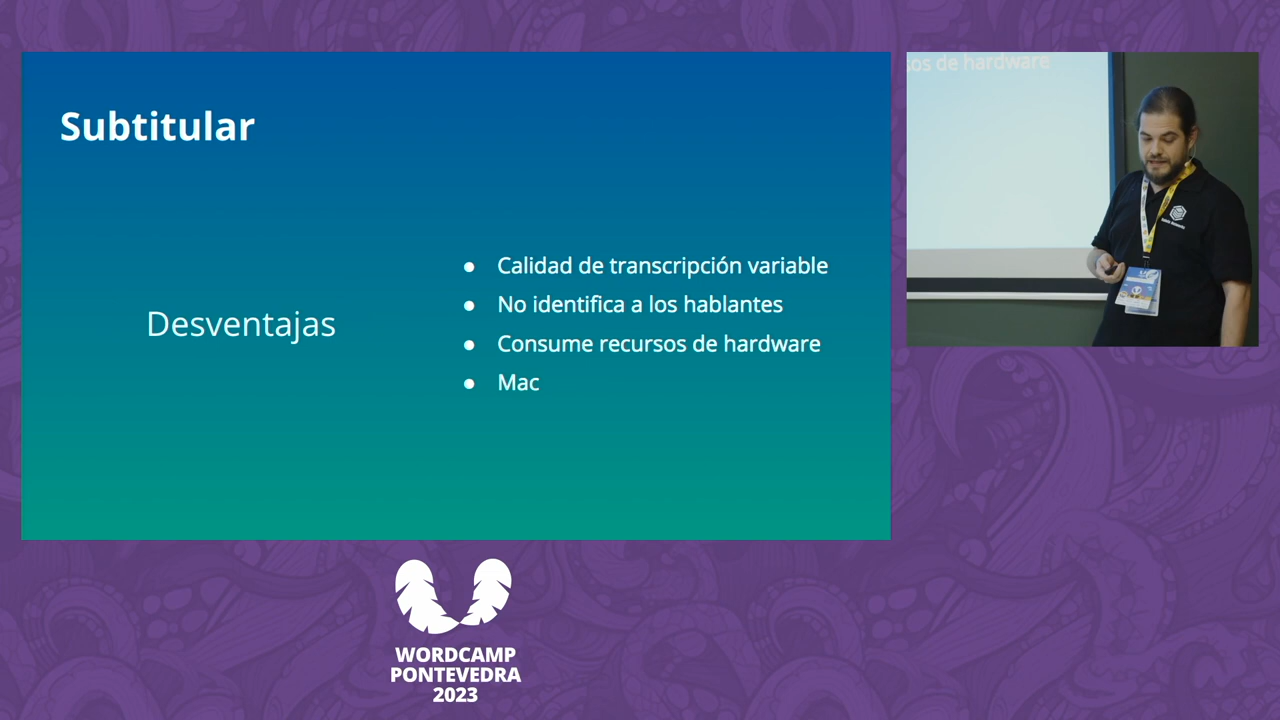 Subtitular
Desventajas
● Calidad de transcripción variable
● No identifica a los hablantes
● Consume recursos de hardware
● Mac
sos de hardware
WORDCAMP
PONTEVEDRA
2023